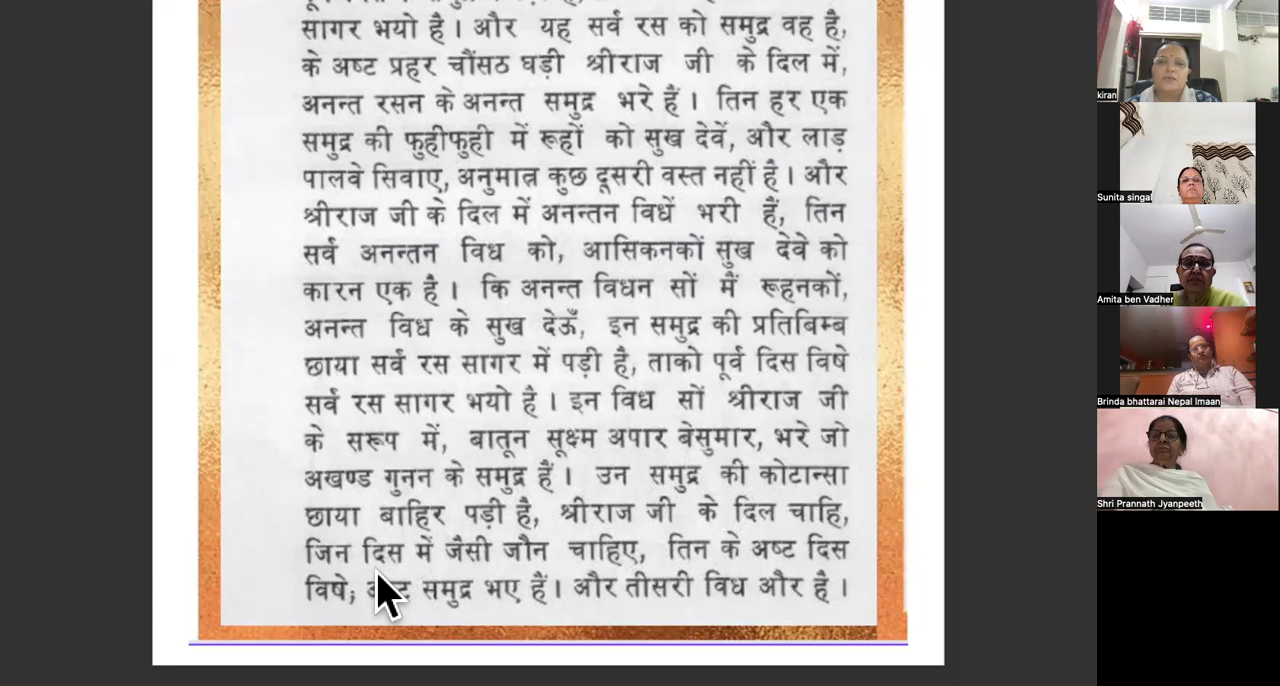 सागर भयो है । और यह सर्व रस को समुद्र वह है,
के अष्ट प्रहर चौंसठ घड़ी श्रीराज जी के दिल में,
अनन्त रसन के अनन्त समुद्र भरे हैं । तिन हर एक
समुद्र की फुहीफुही में रूहों को सुख देवें, और लाड़
पालवे सिवाए, अनुमात्र कुछ दूसरी वस्त नहीं है । और
श्रीराज जी के दिल में अनन्तन विधें भरी हैं, तिन
सर्व अनन्तन विध को, आसिकनकों सुख देवे को
कारन एक है । कि अनन्त विधन सों मैं रूहनकों,
अनन्त विध के सुख देऊँ, इन समुद्र की प्रतिबिम्ब
छाया सर्व रस सागर में पड़ी है, ताको पूर्व दिस विषे
सर्व रस सागर भयो है । इन विध सों श्रीराज जी
के सरूप में, बातून सूक्ष्म अपार बेसुमार, भरे जो
अखण्ड गुनन के समुद्र हैं । उन समुद्र की कोटान्सा
छाया बाहिर पड़ी है, श्रीराज जी के दिल चाहि,
जिन दिस में जैसी जौन चाहिए, तिन के अष्ट दिस
विषे; समुद्र भए हैं । और तीसरी विध और है ।
kiran
Sunita singal
Amita ben Vadher
Brinda bhattarai Nepal Imaan
Shri Prannath Jyanpeeth